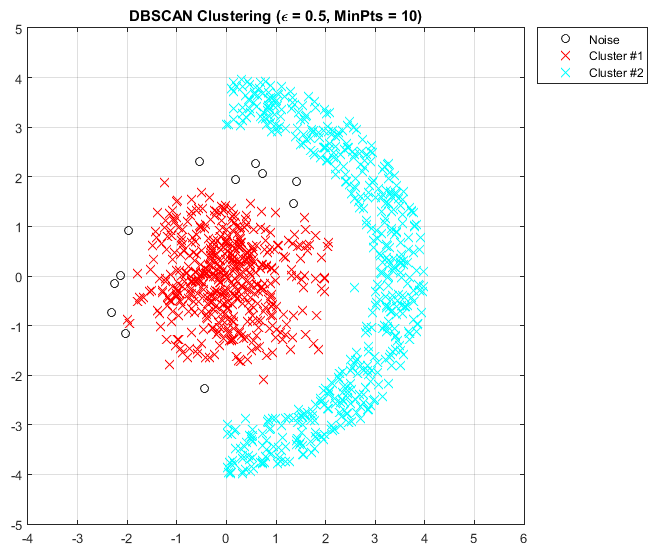 DBSCAN Clustering (ϵ = 0.5, MinPts = 10)
Noise
Cluster #1
Cluster #2
5
4
3
2
1
0
-1
-2
-3
-4
-5
-4 -3 -2 -1 0 1 2 3 4 5 6